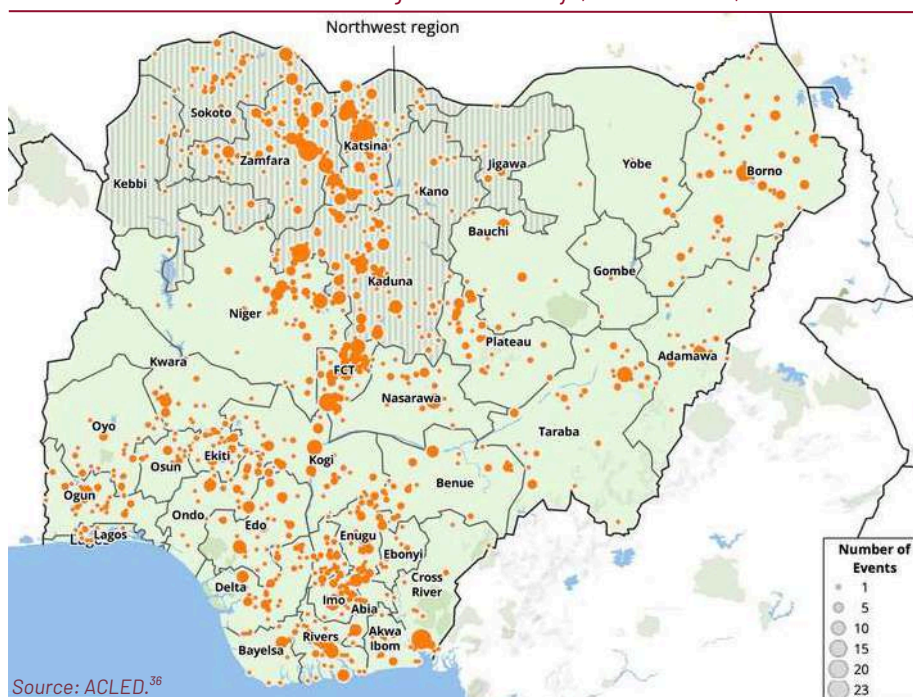 Northwest region
Sokoto
Katsina
Zamfara
Jigawa
Kebbi
Kano
Yobe
Borno
Bauchi
Gombe
Kaduna
Niger
Plateau
Adamawa
Kwara
FCT
Nasarawa
Taraba
Oyo
Osun
Ekiti
Kogi
Benue
Ogun
Ondo
Edo
Enugu
Lagos
Lagos
Ebonyi
Cross
River
Delta
Imo
Abia
Rivers
Akwa
Ibom
Bayelsa
Number of
Events
1
5
10
15
20
23
Source: ACLED.³⁶